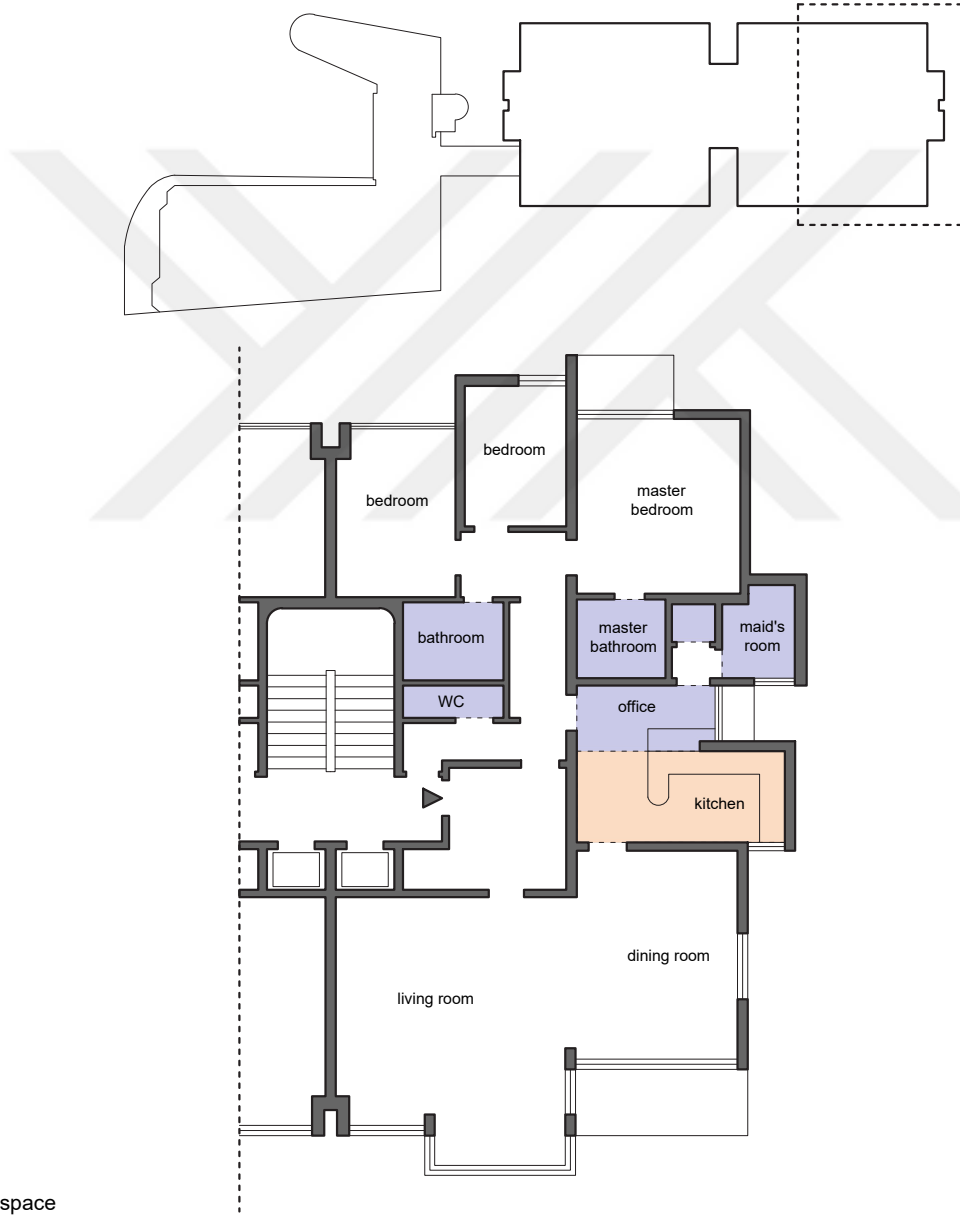 bedroom
bedroom
master
bedroom
bathroom
master
bathroom
maid's
room
WC
office
kitchen
dining room
living room
space